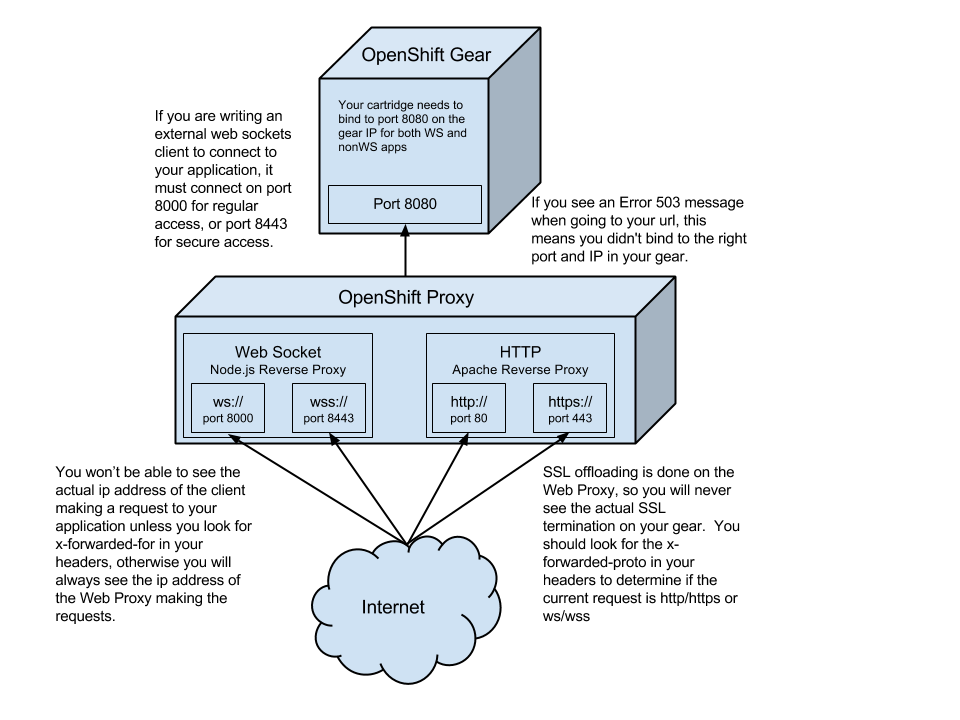 OpenShift Gear
Your cartridge needs to
bind to port 8080 on the
gear IP for both WS and
nonWS apps
Port 8080
If you are writing an
external web sockets
client to connect to
your application, it
must connect on port
8000 for regular
access, or port 8443
for secure access.
If you see an Error 503 message
when going to your url, this
means you didn't bind to the right
port and IP in your gear.
OpenShift Proxy
Web Socket
Node.js Reverse Proxy
ws://
port 8000
wss://
port 8443
HTTP
Apache Reverse Proxy
http://
port 80
https://
port 443
You won't be able to see the
actual ip address of the client
making a request to your
application unless you look for
x-forwarded-for in your
headers, otherwise you will
always see the ip address of
the Web Proxy making the
requests.
SSL offloading is done on the
Web Proxy, so you will never
see the actual SSL
termination on your gear.  You
should look for the x-
forwarded-proto in your
headers to determine if the
current request is http/https or
ws/wss
Internet